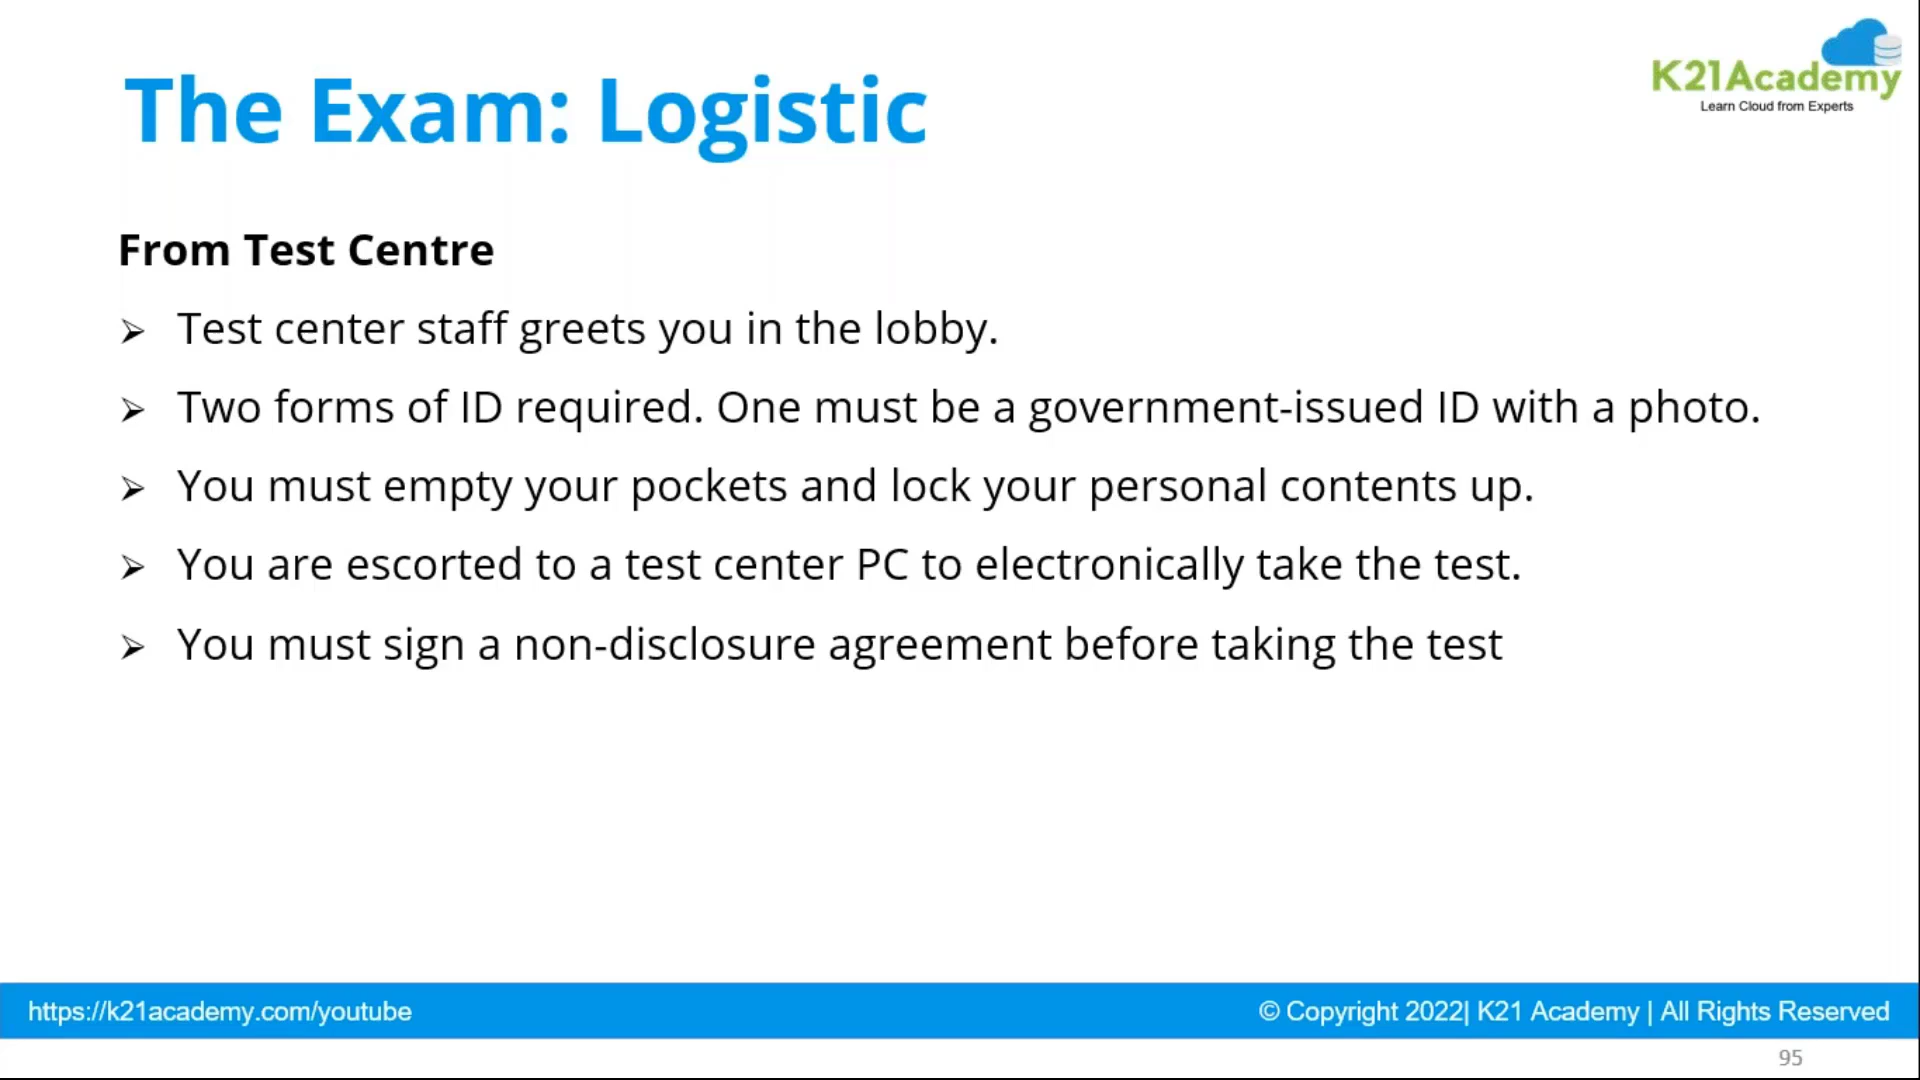 The Exam: Logistic
K21Academy
Learn Cloud from Experts
From Test Centre
➢ Test center staff greets you in the lobby.
➢ Two forms of ID required. One must be a government-issued ID with a photo.
➢ You must empty your pockets and lock your personal contents up.
➢ You are escorted to a test center PC to electronically take the test.
➢ You must sign a non-disclosure agreement before taking the test
https://k21academy.com/youtube
© Copyright 2022| K21 Academy | All Rights Reserved
95